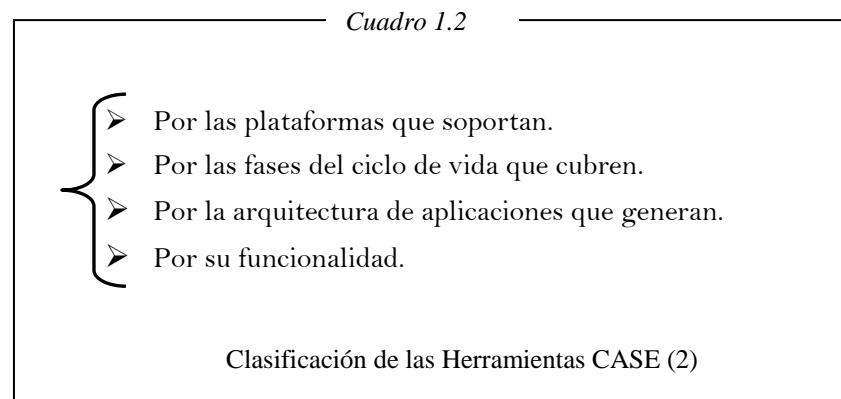 Cuadro 1.2
➢ Por las plataformas que soportan.
➢ Por las fases del ciclo de vida que cubren.
➢ Por la arquitectura de aplicaciones que generan.
➢ Por su funcionalidad.
Clasificación de las Herramientas CASE (2)